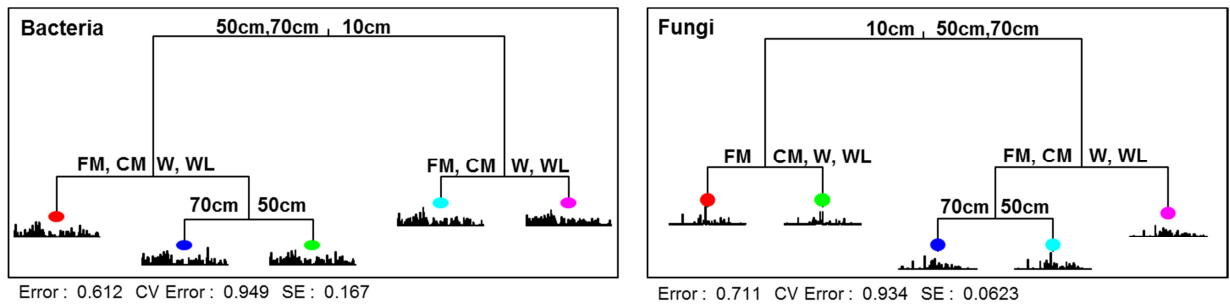 Bacteria
50cm,70cm 10cm
FM, CM W, WL
FM, CM W, WL
70cm 50cm
Error : 0.612 CV Error : 0.949 SE : 0.167
Fungi
10cm 50cm,70cm
FM CM, W, WL
FM, CM W, WL
70cm 50cm
Error : 0.711 CV Error : 0.934 SE : 0.0623